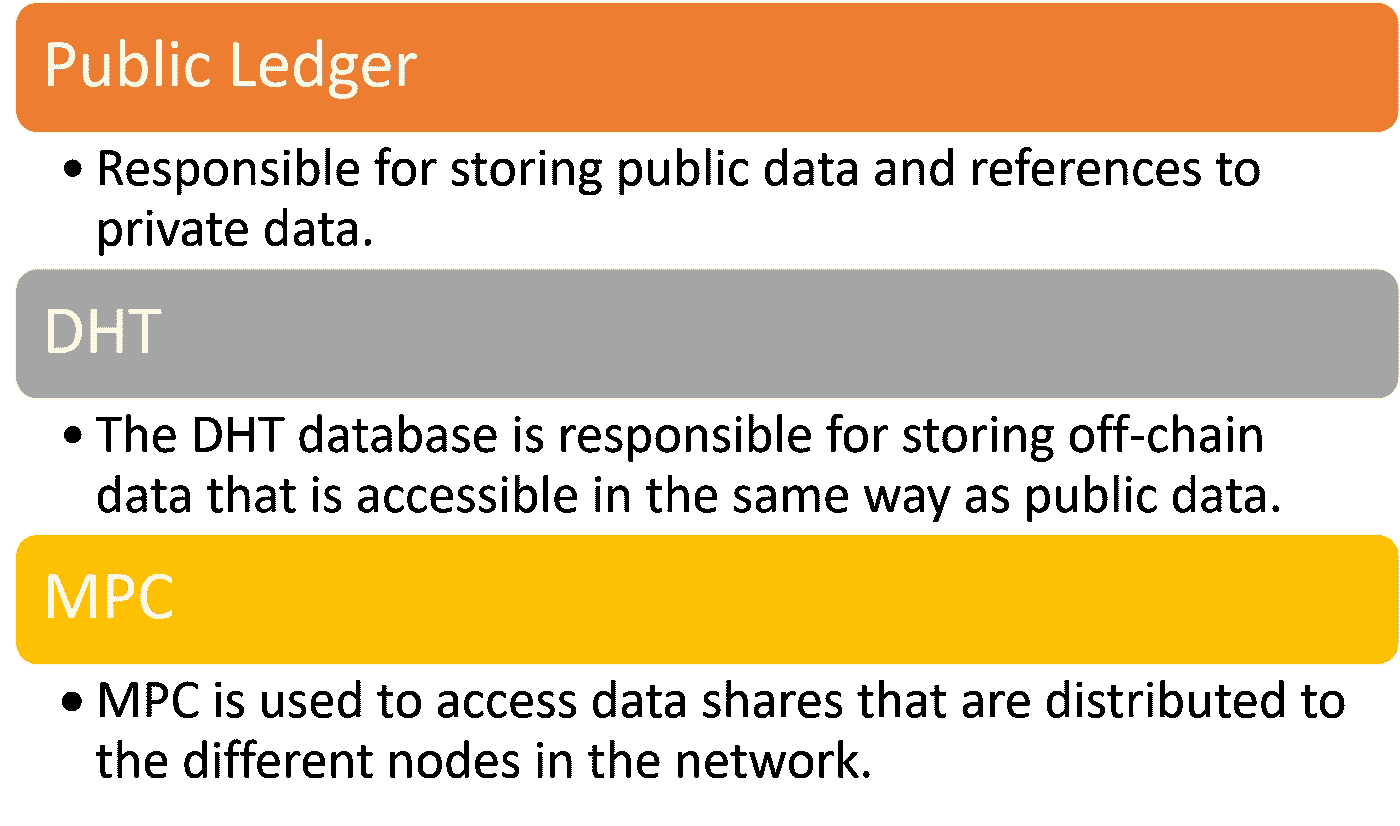 Public Ledger
• Responsible for storing public data and references to
private data.
DHT
• The DHT database is responsible for storing off-chain
data that is accessible in the same way as public data.
MPC
• MPC is used to access data shares that are distributed to
the different nodes in the network.